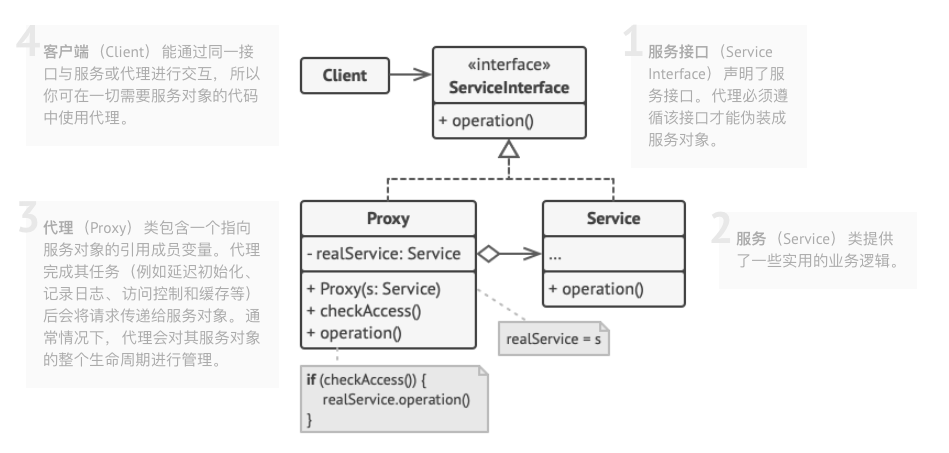 4
客户端（Client）能通过同一接
口与服务或代理进行交互，所以
你可在一切需要服务对象的代码
中使用代理。
Client
«interface»
ServiceInterface
+ operation()
1
服务接口（Service
Interface）声明了服
务接口。代理必须遵
循该接口才能伪装成
服务对象。
3
代理（Proxy）类包含一个指向
服务对象的引用成员变量。代理
完成其任务（例如延迟初始化、
记录日志、访问控制和缓存等）
后会将请求传递给服务对象。通
常情况下，代理会对其服务对象
的整个生命周期进行管理。
Proxy
- realService: Service
+ Proxy(s: Service)
+ checkAccess()
+ operation()
Service
...
+ operation()
2
服务（Service）类提供
了一些实用的业务逻辑。
realService = s
if (checkAccess()) {
realService.operation()
}